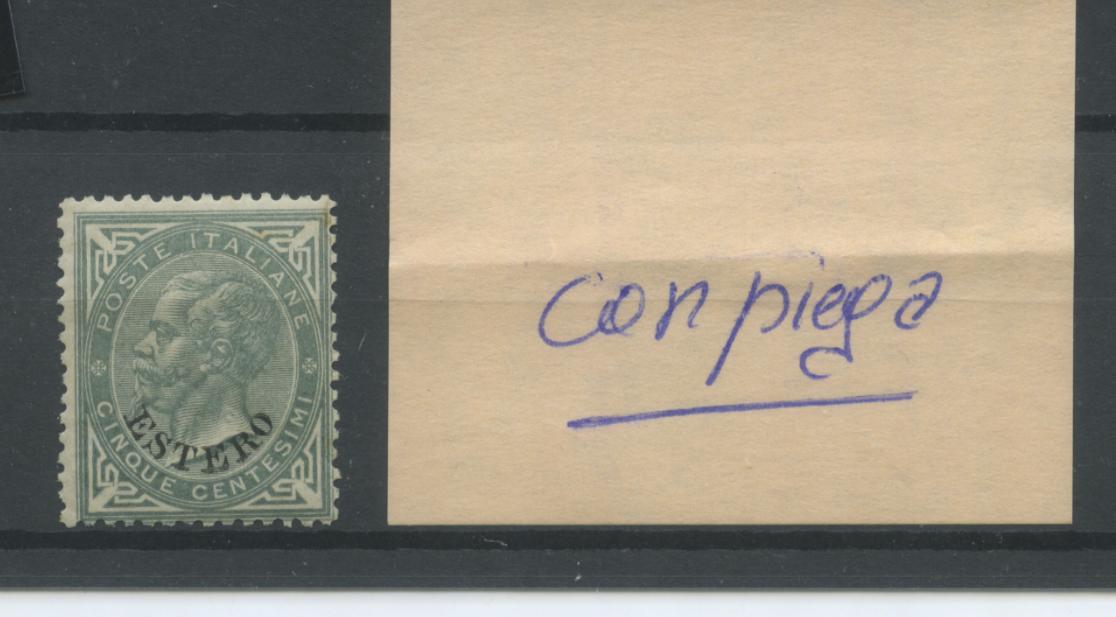 POSTE ITALIANE
ESTERO
CINQUE CENTESIMI
con piega